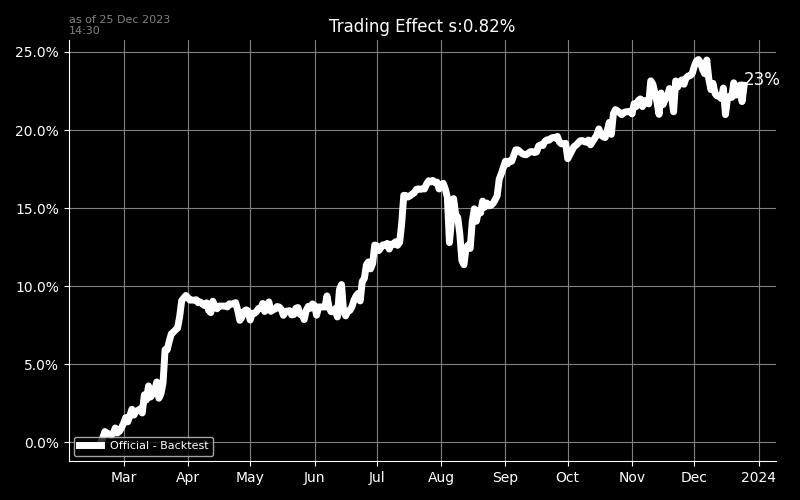 as of 25 Dec 2023
14:30
Trading Effect s:0.82%
25.0%
20.0%
15.0%
10.0%
5.0%
0.0%
23%
Official - Backtest
Mar Apr May Jun Jul Aug Sep Oct Nov Dec 2024